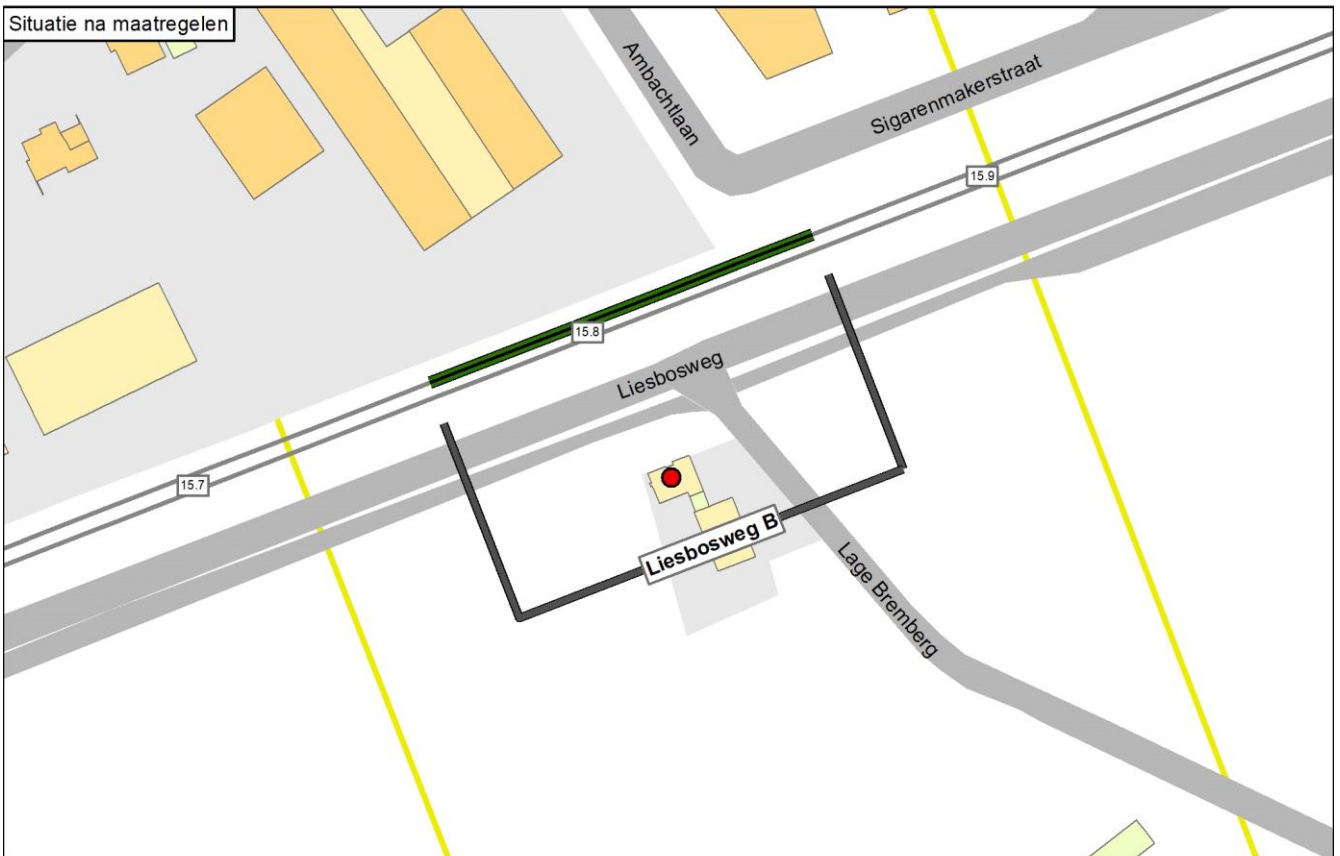 Situatie na maatregelen
Ambachtlaan
Sigarenmakerstraat
15.9
15.8
Liesbosweg
15.7
Liesbosweg B
Lage Bremberg